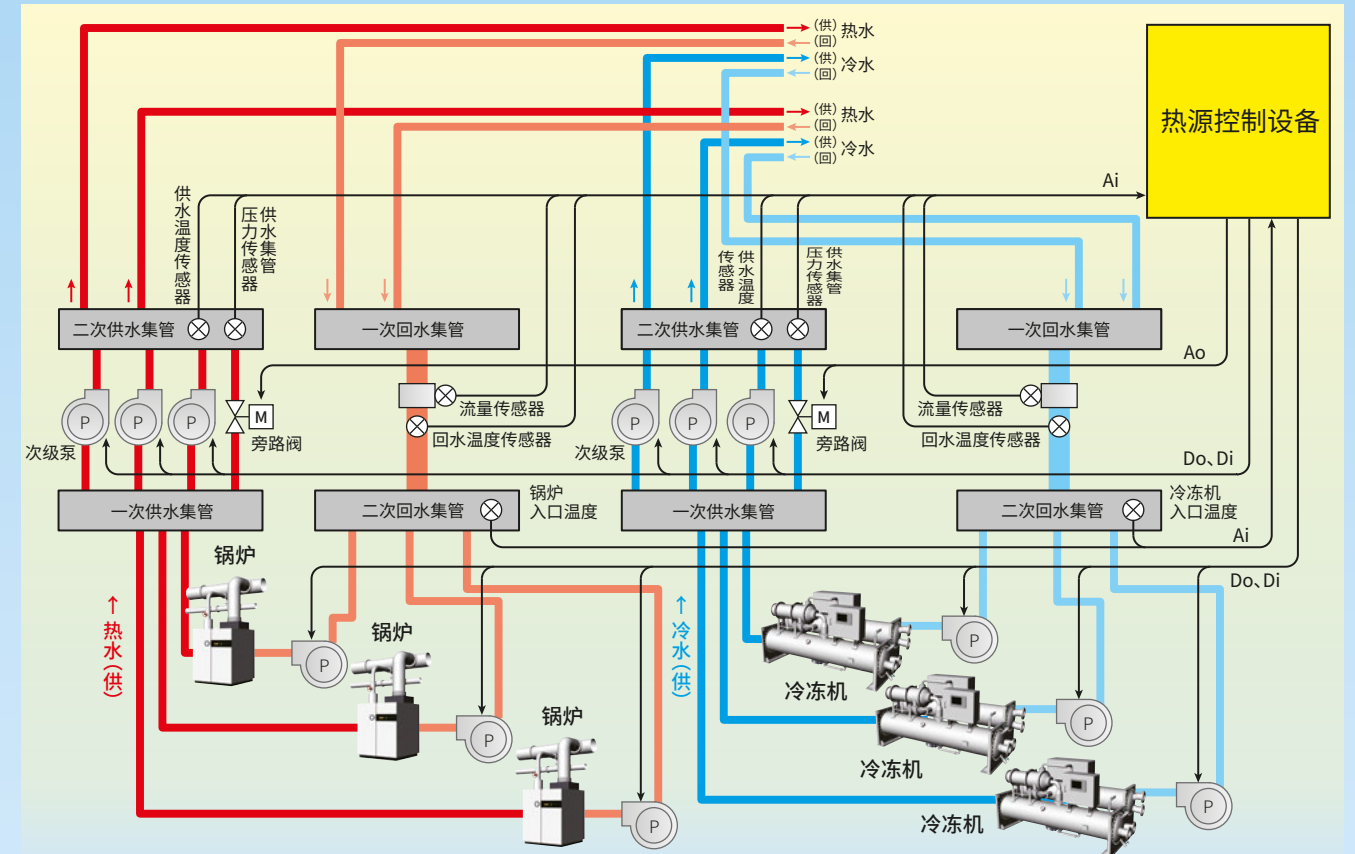 (供)
热水
(回)
(供)
冷水
(回)
(供)
热水
(回)
(供)
冷水
(回)
热源控制设备
Ai
供水温度传感器
供水集管
压力传感器
供水温度
传感器
供水集管
压力传感器
二次供水集管
一次回水集管
二次供水集管
一次回水集管
Ao
P
P
P
M
流量传感器
回水温度传感器
旁路阀
次级泵
P
P
P
M
流量传感器
回水温度传感器
旁路阀
次级泵
Do、Di
一次供水集管
二次回水集管
锅炉
入口温度
一次供水集管
二次回水集管
冷冻机
入口温度
Ai
Do、Di
锅炉
锅炉
锅炉
热水(供)
P
P
P
冷水(供)
冷冻机
冷冻机
冷冻机
P
P
P